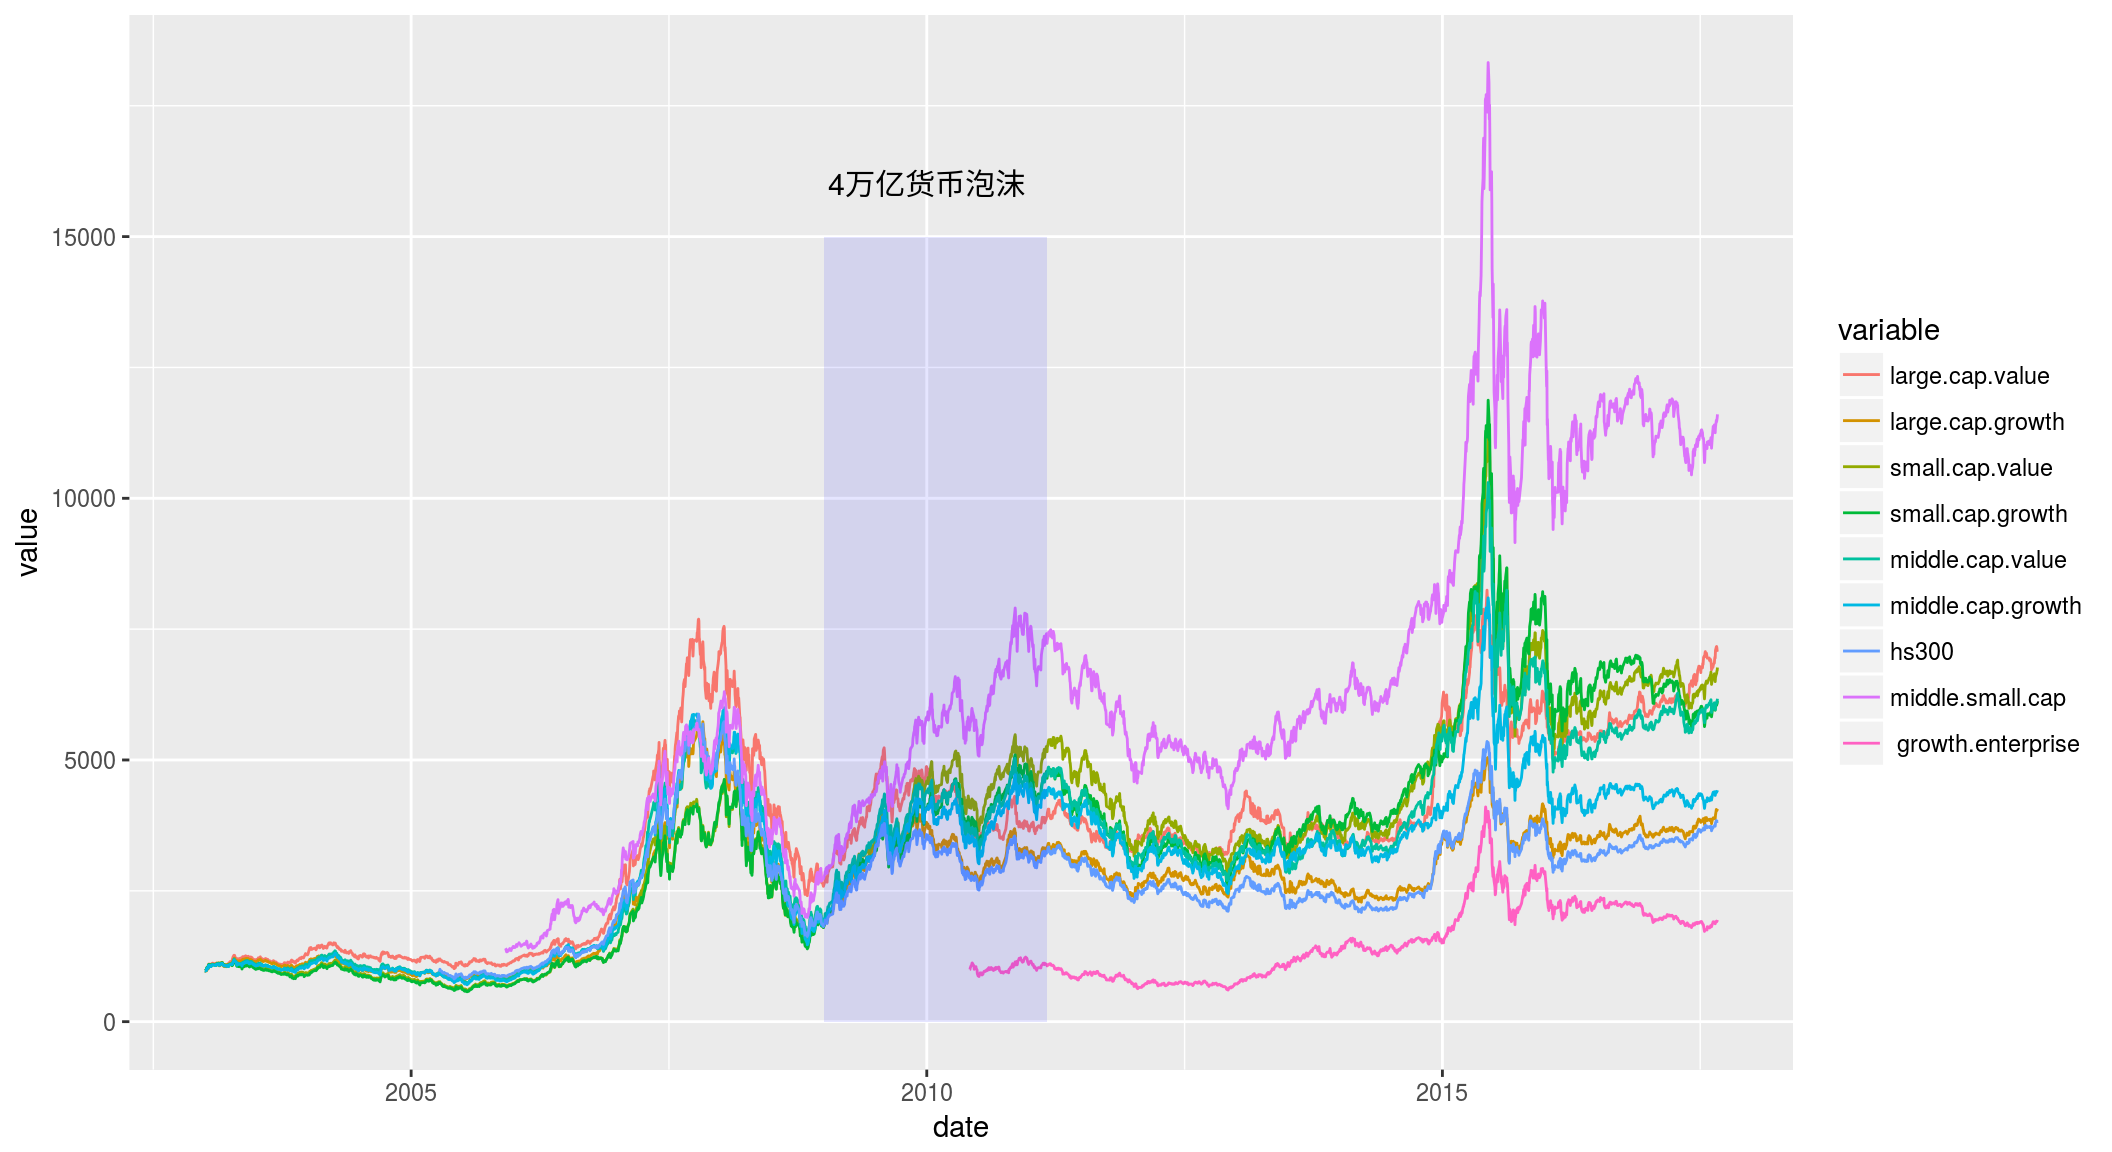 4万亿货币泡沫
15000
10000
5000
0
value
2005
2010
2015
date
variable
large.cap.value
large.cap.growth
small.cap.value
small.cap.growth
middle.cap.value
middle.cap.growth
hs300
middle.small.cap
growth.enterprise